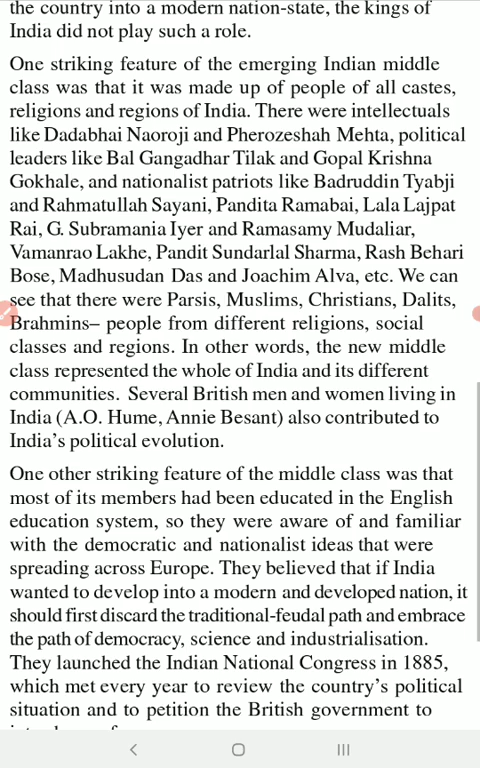 the country into a modern nation-state, the kings of
India did not play such a role.
One striking feature of the emerging Indian middle
class was that it was made up of people of all castes,
religions and regions of India. There were intellectuals
like Dadabhai Naoroji and Pherozeshah Mehta, political
leaders like Bal Gangadhar Tilak and Gopal Krishna
Gokhale, and nationalist patriots like Badruddin Tyabji
and Rahmatullah Sayani, Pandita Ramabai, Lala Lajpat
Rai, G. Subramania Iyer and Ramasamy Mudaliar,
Vamanrao Lakhe, Pandit Sundarlal Sharma, Rash Behari
Bose, Madhusudan Das and Joachim Alva, etc. We can
see that there were Parsis, Muslims, Christians, Dalits,
Brahmins– people from different religions, social
classes and regions. In other words, the new middle
class represented the whole of India and its different
communities. Several British men and women living in
India (A.O. Hume, Annie Besant) also contributed to
India's political evolution.
One other striking feature of the middle class was that
most of its members had been educated in the English
education system, so they were aware of and familiar
with the democratic and nationalist ideas that were
spreading across Europe. They believed that if India
wanted to develop into a modern and developed nation, it
should first discard the traditional-feudal path and embrace
the path of democracy, science and industrialisation.
They launched the Indian National Congress in 1885,
which met every year to review the country's political
situation and to petition the British government to